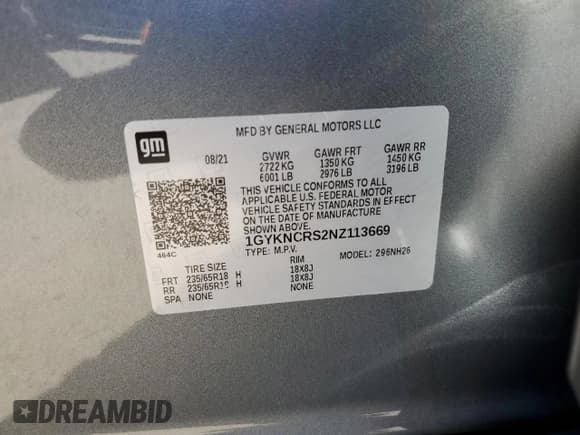 gm
MFD BY GENERAL MOTORS LLC
08/21 GVWR GAWR FRT GAWR RR
2722 KG 1350 KG 1450 KG
6001 LB 2976 LB 3196 LB
THIS VEHICLE CONFORMS TO ALL
APPLICABLE U.S. FEDERAL MOTOR
VEHICLE SAFETY STANDARDS IN EFFECT
ON THE DATE OF MANUFACTURE
SHOWN ABOVE.
464C 1GYKNCRS2NZ113669
TYPE: M.P.V. MODEL: 296NH26
TIRE SIZE RIM
FRT 235/65R18 H 18X8J
RR 235/65R18 H 18X8J
SPA NONE NONE
DREAMBID